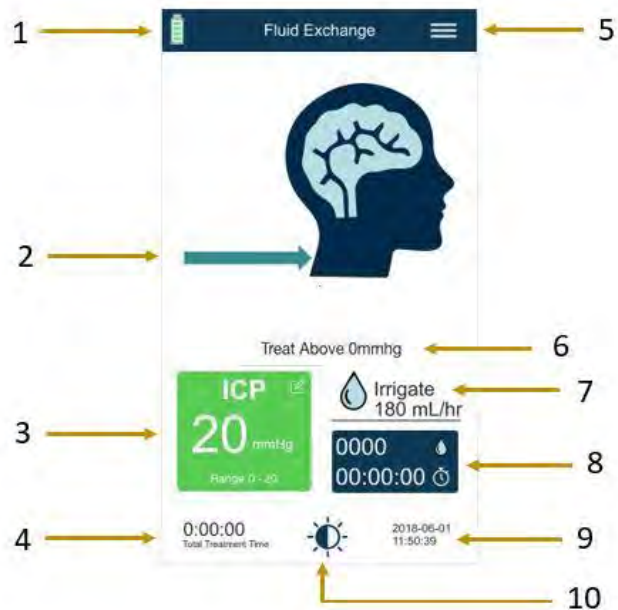 1
Fluid Exchange
5
2
Treat Above 0mmhg
6
ICP
3
20 mmHg
Range 0 - 20
Irrigate
180 mL/hr
7
0000
00:00:00
8
4
0:00:00
Total Treatment Time
2018-06-01
11:50:39
9
10